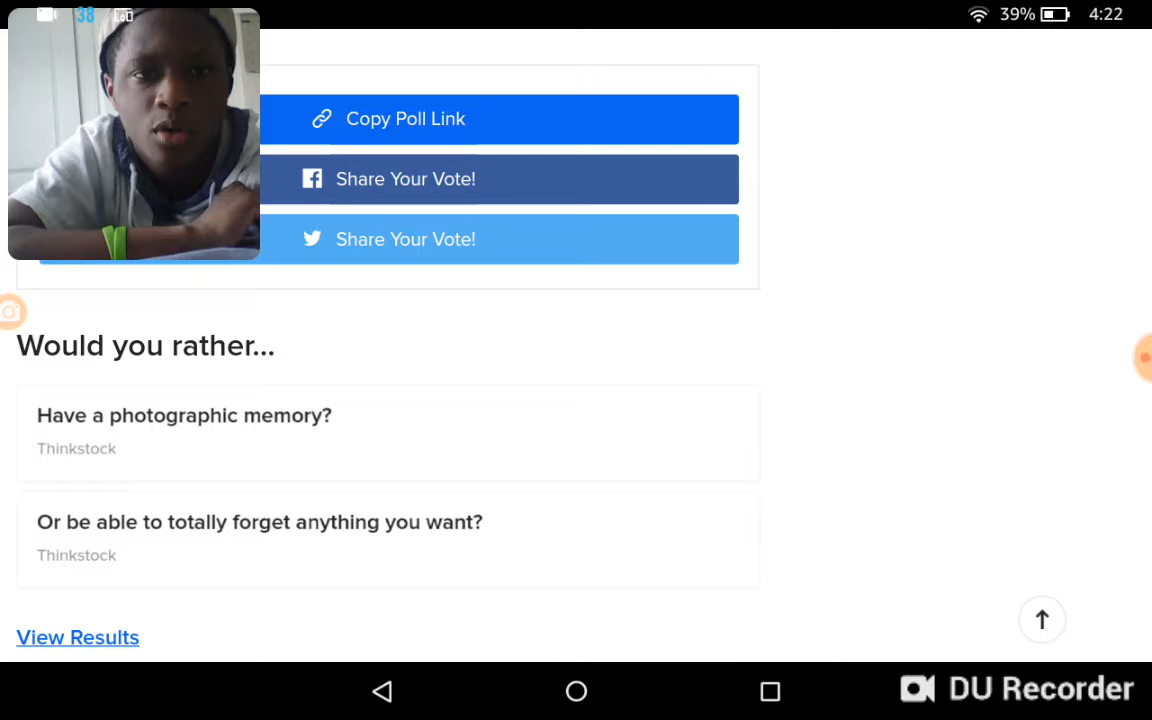 38
39% 4:22
Copy Poll Link
Share Your Vote!
Share Your Vote!
Would you rather...
Have a photographic memory?
Thinkstock
Or be able to totally forget anything you want?
Thinkstock
View Results
DU Recorder